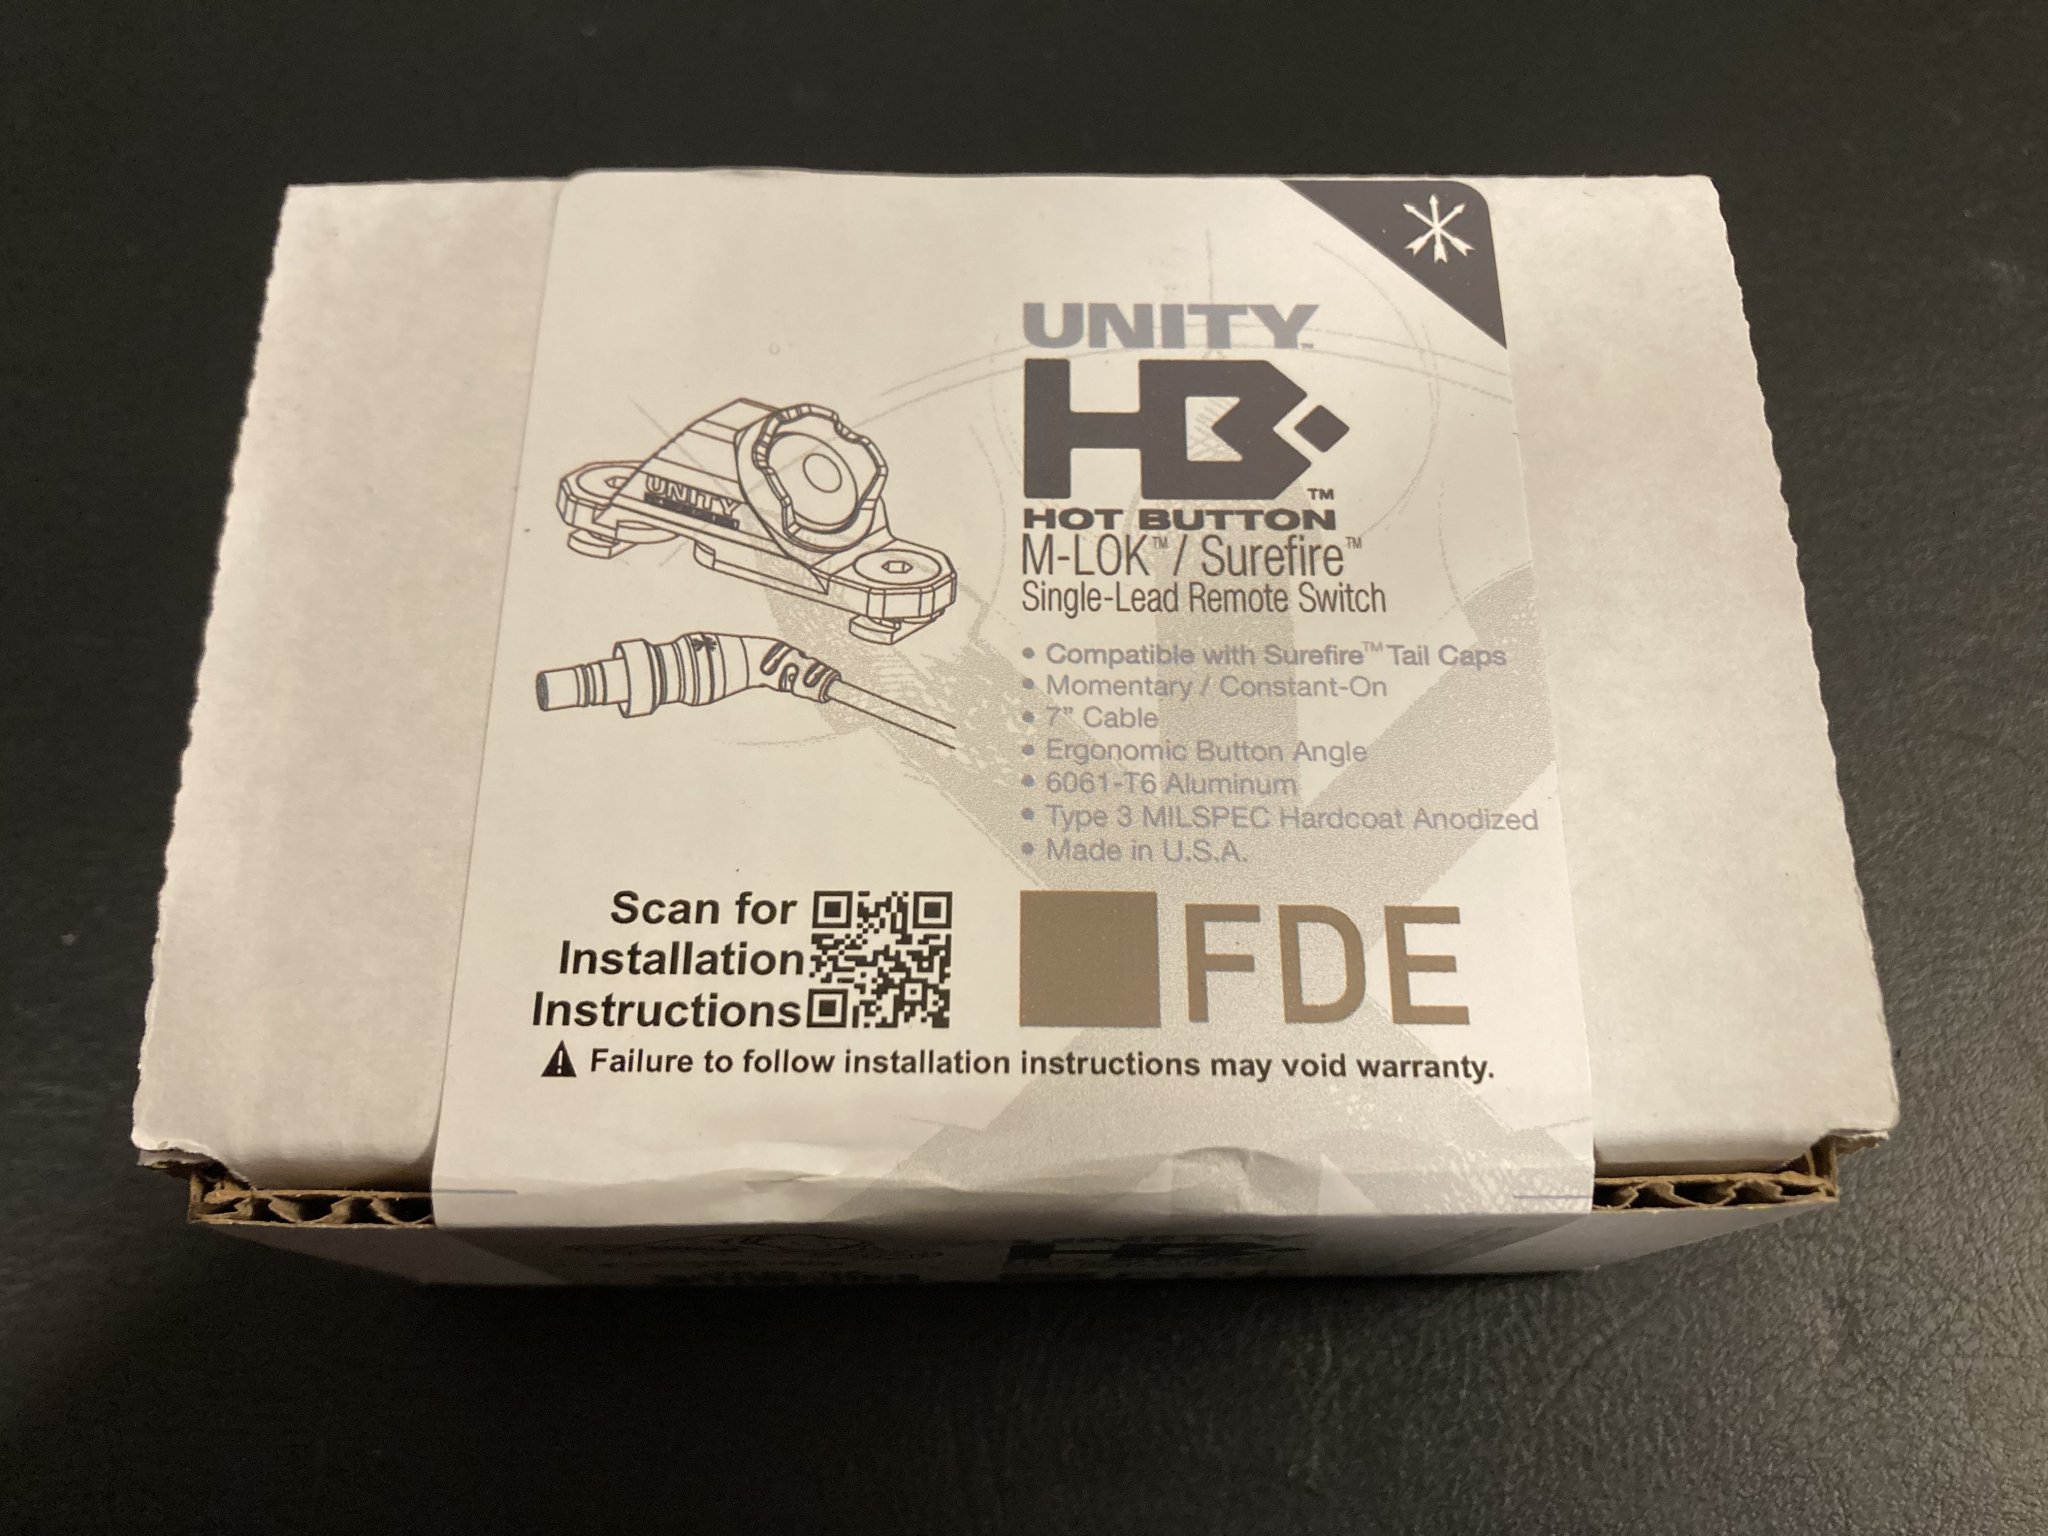 UNITY
HB™
HOT BUTTON
M-LOK™ / Surefire™
Single-Lead Remote Switch
• Compatible with Surefire™ Tail Caps
• Momentary / Constant-On
• 7" Cable
• Ergonomic Button Angle
• 6061-T6 Aluminum
• Type 3 MILSPEC Hardcoat Anodized
• Made in U.S.A.
UNITY
Scan for
Installation
Instructions
FDE
Failure to follow installation instructions may void warranty.